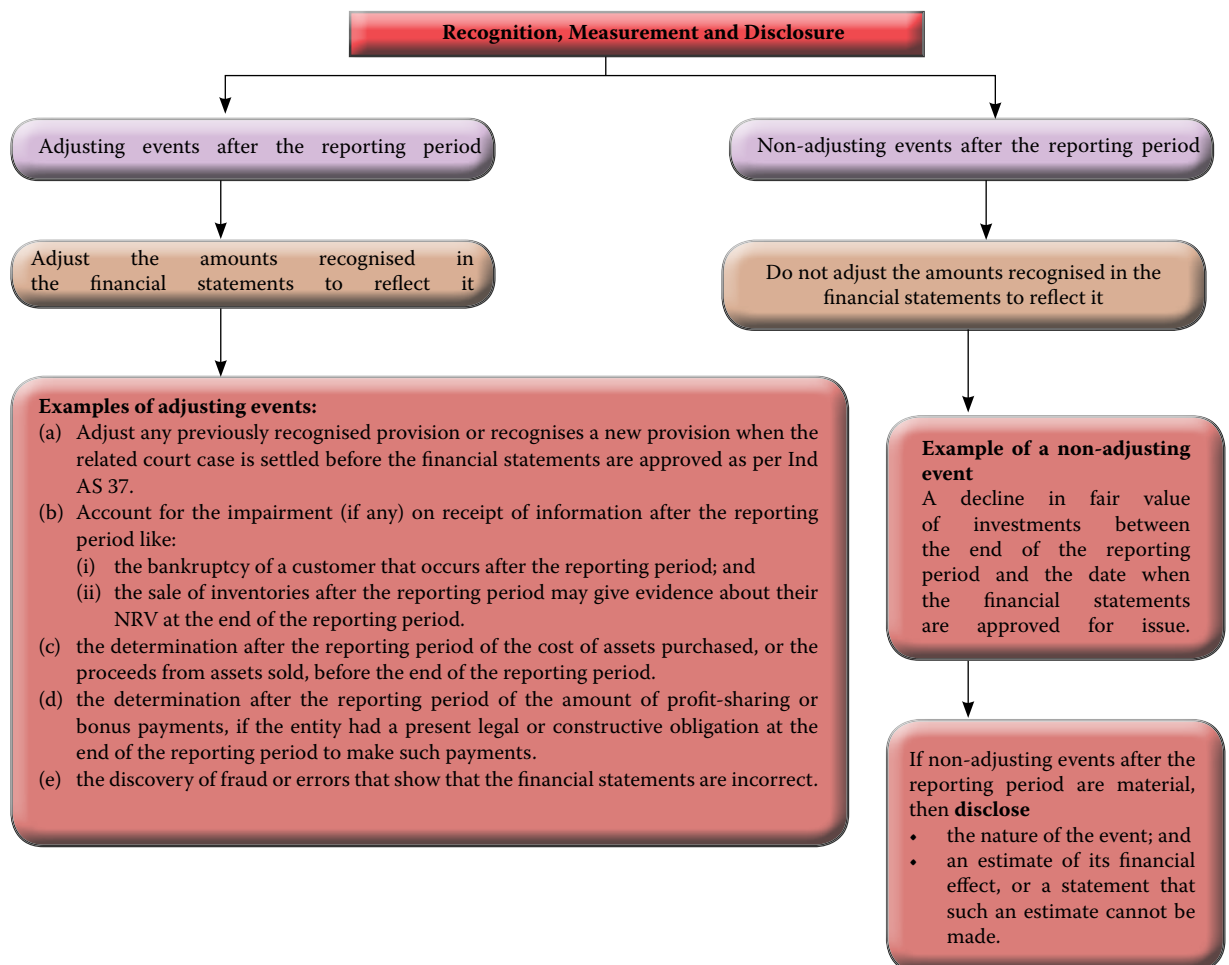 Recognition, Measurement and Disclosure
Adjusting events after the reporting period
Non-adjusting events after the reporting period
Adjust the amounts recognised in
the financial statements to reflect it
Do not adjust the amounts recognised in the
financial statements to reflect it
Examples of adjusting events:
(a) Adjust any previously recognised provision or recognises a new provision when the
related court case is settled before the financial statements are approved as per Ind
AS 37.
(b) Account for the impairment (if any) on receipt of information after the reporting
period like:
(i) the bankruptcy of a customer that occurs after the reporting period; and
(ii) the sale of inventories after the reporting period may give evidence about their
NRV at the end of the reporting period.
(c) the determination after the reporting period of the cost of assets purchased, or the
proceeds from assets sold, before the end of the reporting period.
(d) the determination after the reporting period of the amount of profit-sharing or
bonus payments, if the entity had a present legal or constructive obligation at the
end of the reporting period to make such payments.
(e) the discovery of fraud or errors that show that the financial statements are incorrect.
Example of a non-adjusting
event
A decline in fair value
of investments between
the end of the reporting
period and the date when
the financial statements
are approved for issue.
If non-adjusting events after the
reporting period are material,
then disclose
• the nature of the event; and
• an estimate of its financial
effect, or a statement that
such an estimate cannot be
made.